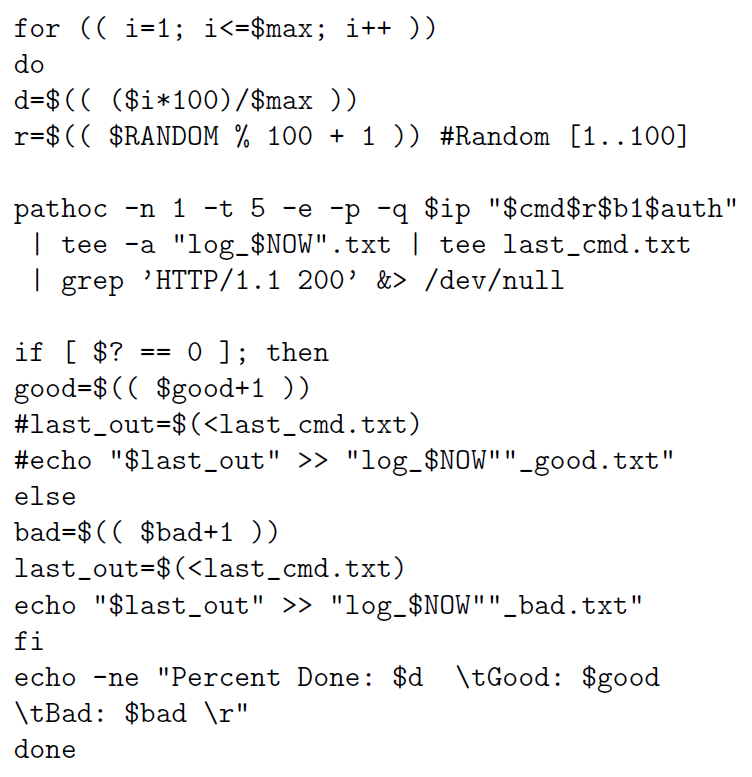 for (( i=1; i<=$max; i++ ))
do
d=$(( ($i*100)/$max ))
r=$(( $RANDOM % 100 + 1 )) #Random [1..100]
pathoc -n 1 -t 5 -e -p -q $ip "$cmd$r$b1$auth"
| tee -a "log_$NOW".txt | tee last_cmd.txt
| grep ’HTTP/1.1 200’ &> /dev/null
if [ $? == 0 ]; then
good=$(( $good+1 ))
#last_out=$(<last_cmd.txt)
#echo "$last_out" >> "log_$NOW""_good.txt"
else
bad=$(( $bad+1 ))
last_out=$(<last_cmd.txt)
echo "$last_out" >> "log_$NOW""_bad.txt"
fi
echo -ne "Percent Done: $d  \tGood: $good
\tBad: $bad \r"
done